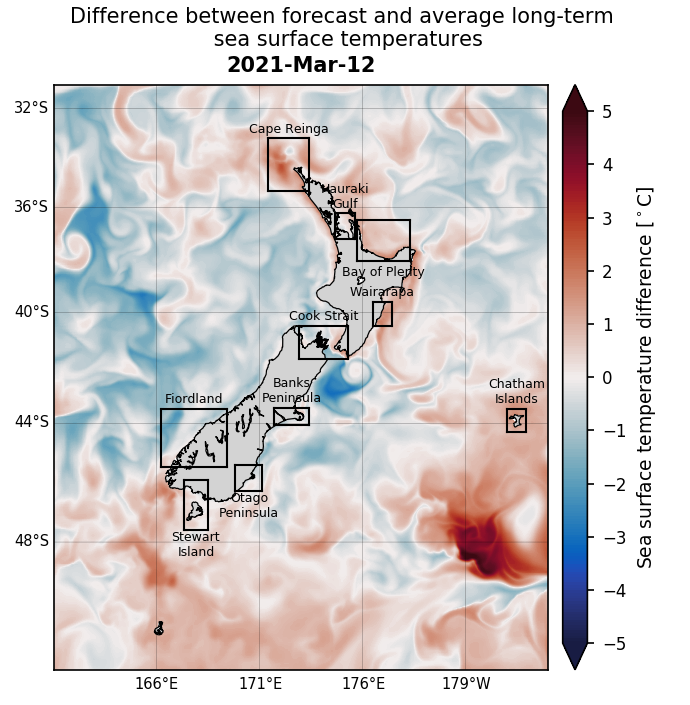 Difference between forecast and average long-term
sea surface temperatures
2021-Mar-12
32°S
36°S
40°S
44°S
48°S
Cape Reinga
Hauraki
Gulf
Bay of Plenty
Wairarapa
Cook Strait
Banks
Peninsula
Fiordland
Chatham
Islands
Otago
Peninsula
Stewart
Island
166°E
171°E
176°E
179°W
5
4
3
2
1
0
−1
−2
−3
−4
−5
Sea surface temperature difference [°C]